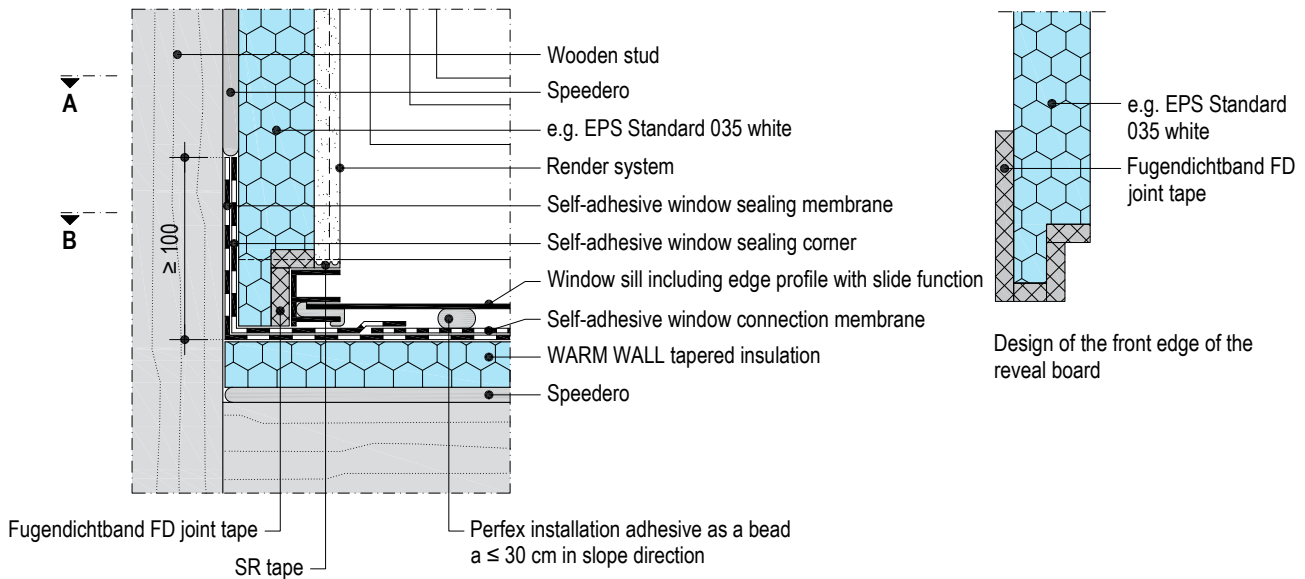 Wooden stud
Speedero
e.g. EPS Standard 035 white
Render system
Self-adhesive window sealing membrane
Self-adhesive window sealing corner
Window sill including edge profile with slide function
Self-adhesive window connection membrane
WARM WALL tapered insulation
Speedero
A
B
≥ 100
Fugendichtband FD joint tape
SR tape
Perfex installation adhesive as a bead
a ≤ 30 cm in slope direction
e.g. EPS Standard
035 white
Fugendichtband FD
joint tape
Design of the front edge of the
reveal board